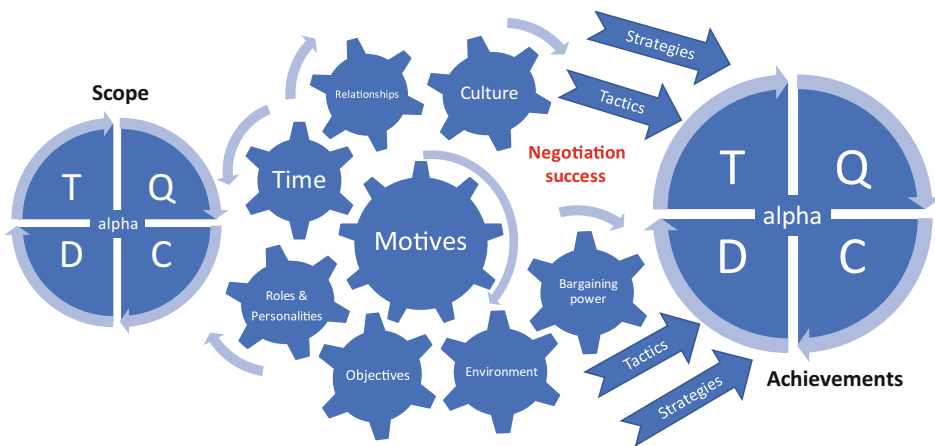 Scope
T
Q
alpha
D
C
Relationships
Culture
Time
Motives
Roles &
Personalities
Objectives
Environment
Bargaining
power
Negotiation
success
Strategies
Tactics
Tactics
Strategies
T
Q
alpha
D
C
Achievements